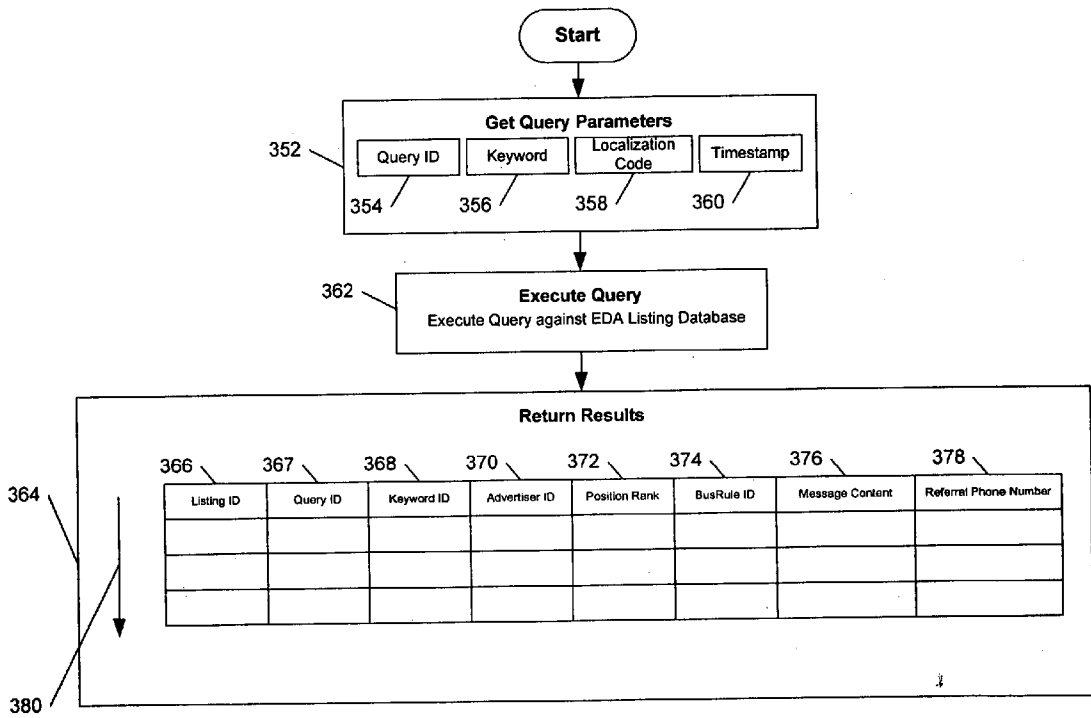 Start
Get Query Parameters
352
Query ID
Keyword
Localization
Code
Timestamp
354
356
358
360
362
Execute Query
Execute Query against EDA Listing Database
Return Results
366
367
368
370
372
374
376
378
364
Listing ID
Query ID
Keyword ID
Advertiser ID
Position Rank
BusRule ID
Message Content
Referral Phone Number
380